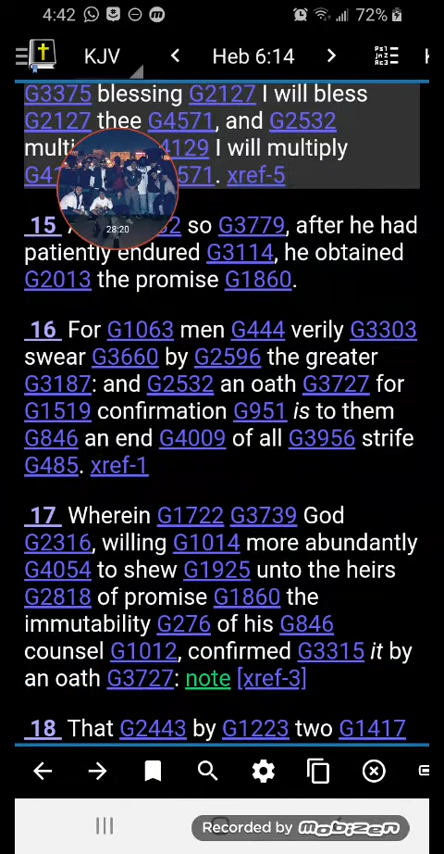 4:42 72%
KJV < Heb 6:14 >
G3375 blessing G2127 I will bless
G2127 thee G4571, and G2532
4129 I will multiply
571. xref-5
28:20
15 so G3779, after he had
patiently endured G3114, he obtained
G2013 the promise G1860.
16 For G1063 men G444 verily G3303
swear G3660 by G2596 the greater
G3187: and G2532 an oath G3727 for
G1519 confirmation G951 is to them
G846 an end G4009 of all G3956 strife
G485. xref-1
17 Wherein G1722 G3739 God
G2316, willing G1014 more abundantly
G4054 to shew G1925 unto the heirs
G2818 of promise G1860 the
immutability G276 of his G846
counsel G1012, confirmed G3315 it by
an oath G3727: note [xref-3]
18 That G2443 by G1223 two G1417
Recorded by mobizen